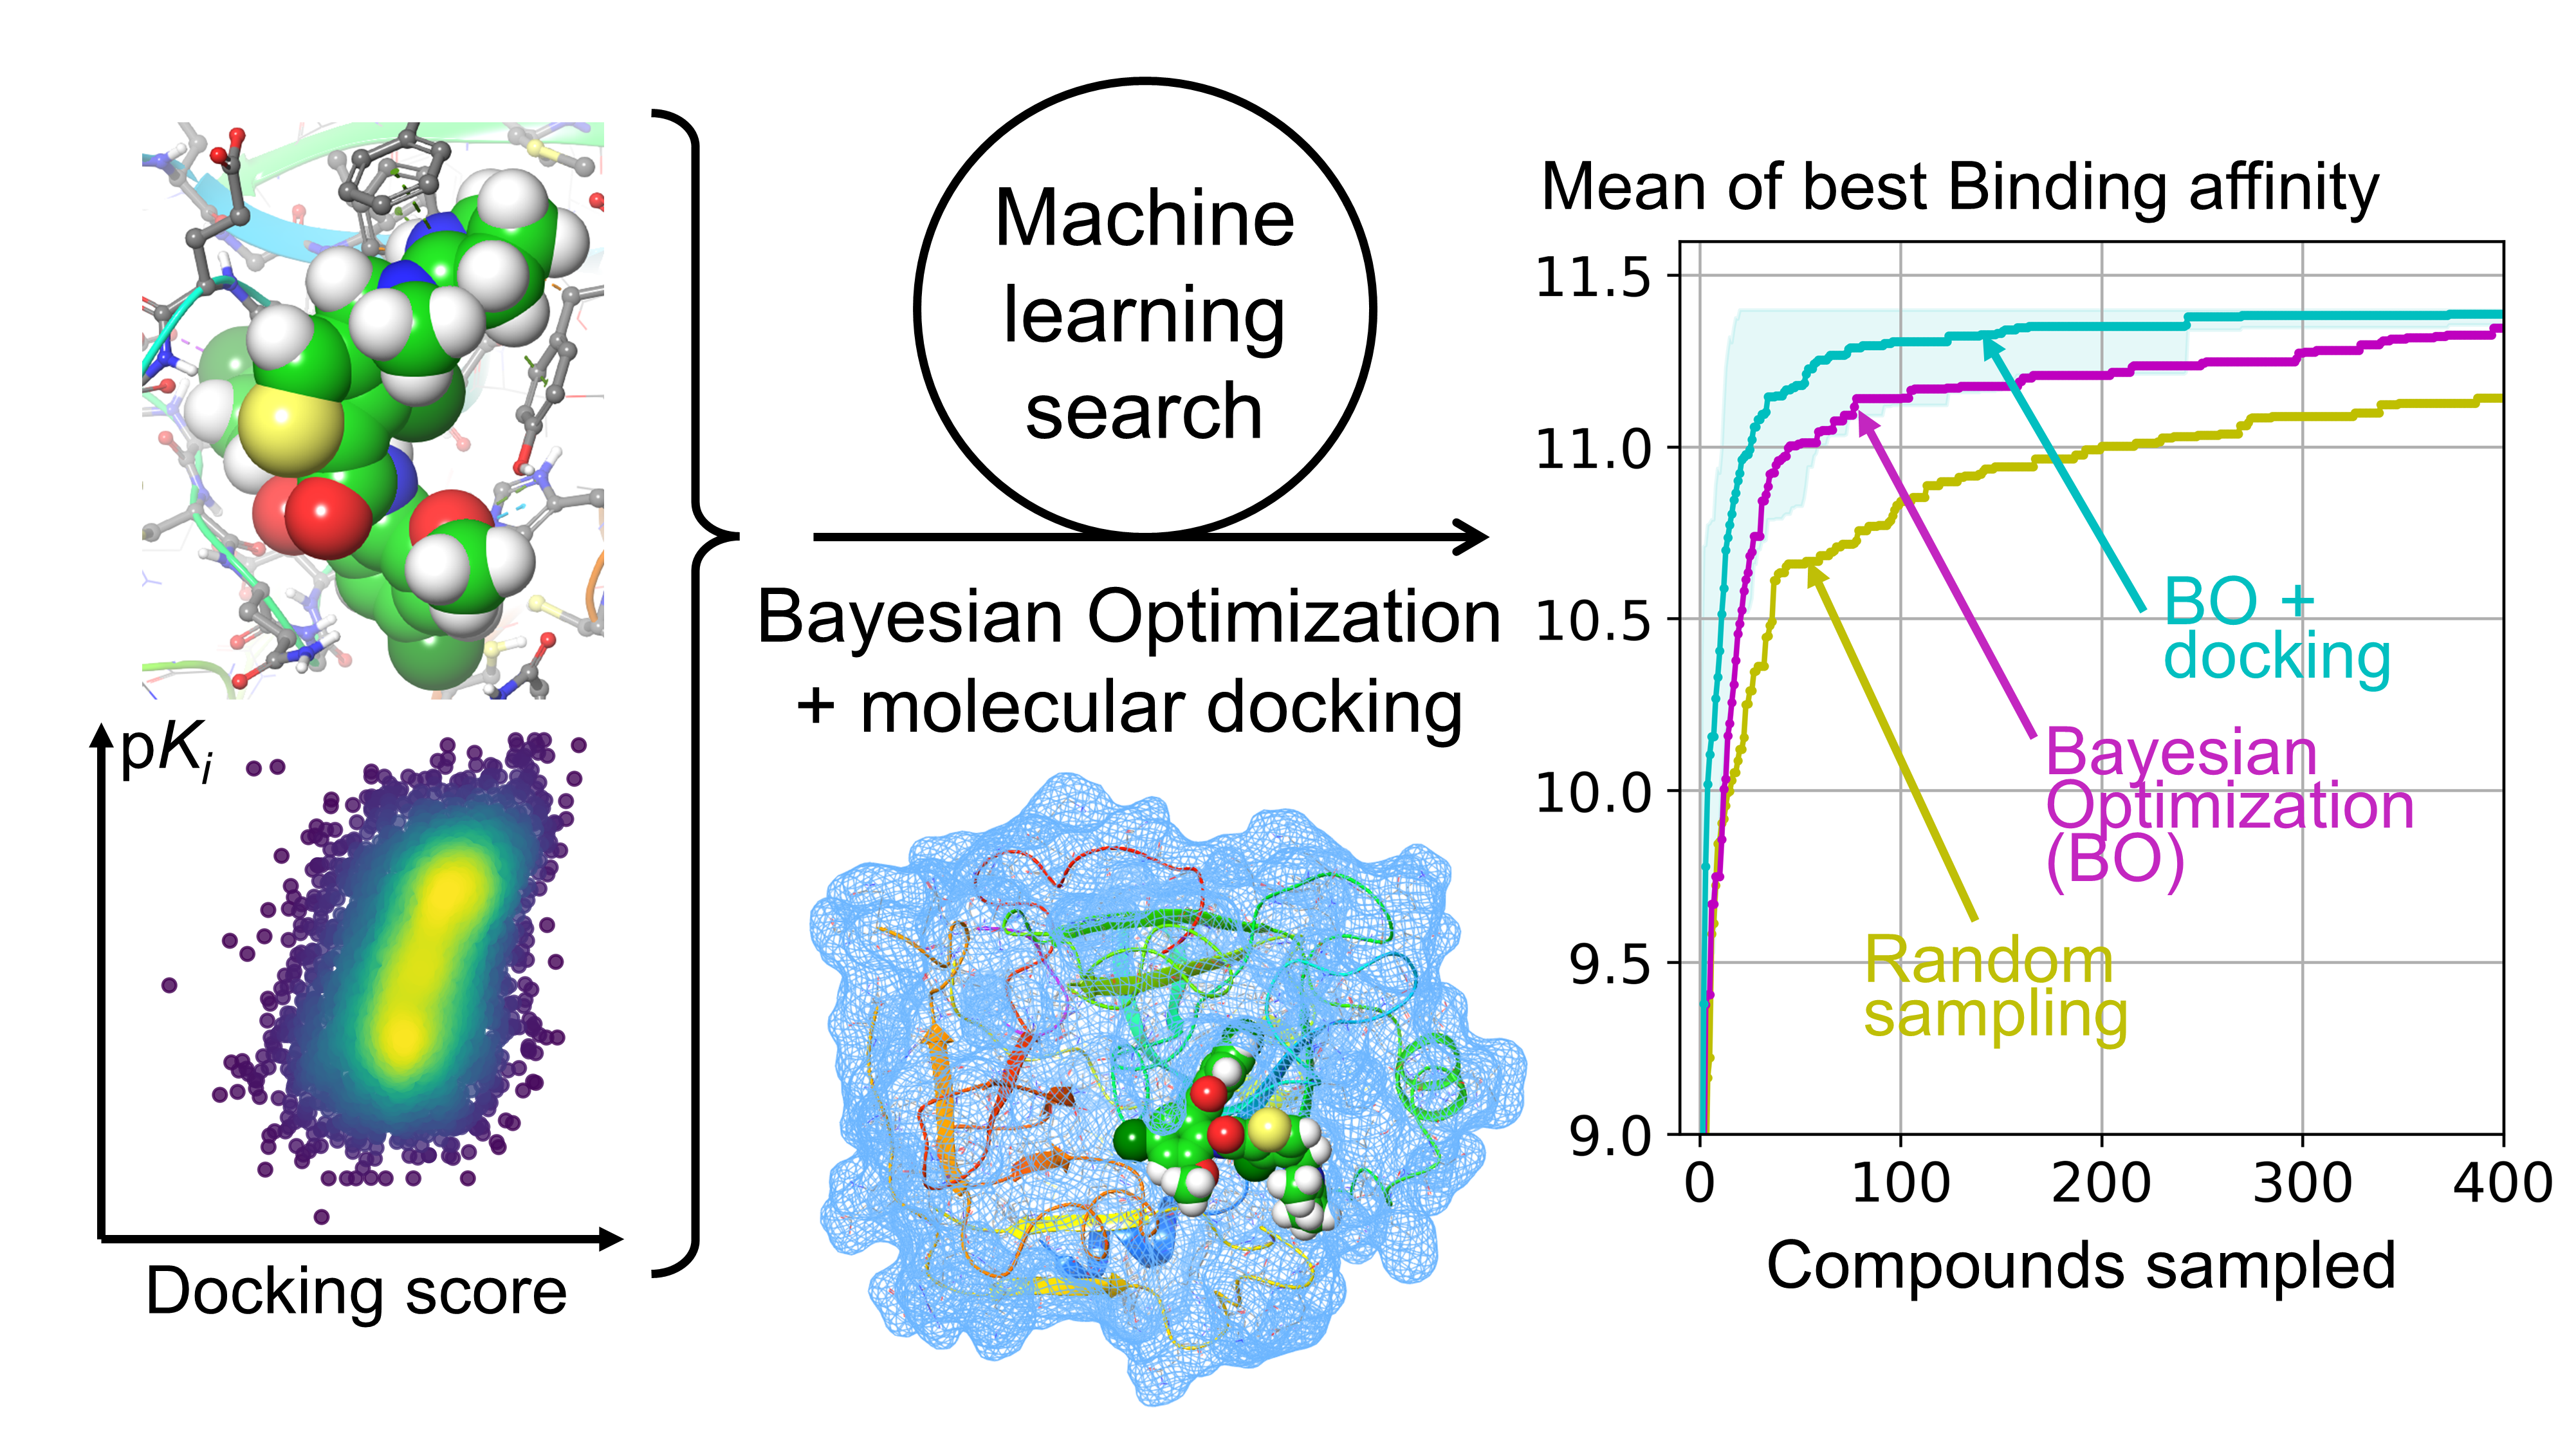 pKi
Docking score
Machine
learning
search
Bayesian Optimization
+ molecular docking
Mean of best Binding affinity
11.5
11.0
10.5
10.0
9.5
9.0
0 100 200 300 400
Compounds sampled
BO +
docking
Bayesian
Optimization
(BO)
Random
sampling